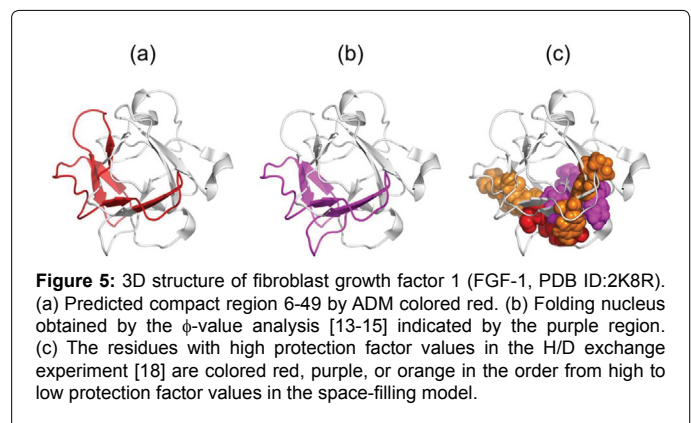 (a) (b) (c)
Figure 5: 3D structure of fibroblast growth factor 1 (FGF-1, PDB ID:2K8R).
(a) Predicted compact region 6-49 by ADM colored red. (b) Folding nucleus
obtained by the ϕ-value analysis [13-15] indicated by the purple region.
(c) The residues with high protection factor values in the H/D exchange
experiment [18] are colored red, purple, or orange in the order from high to
low protection factor values in the space-filling model.